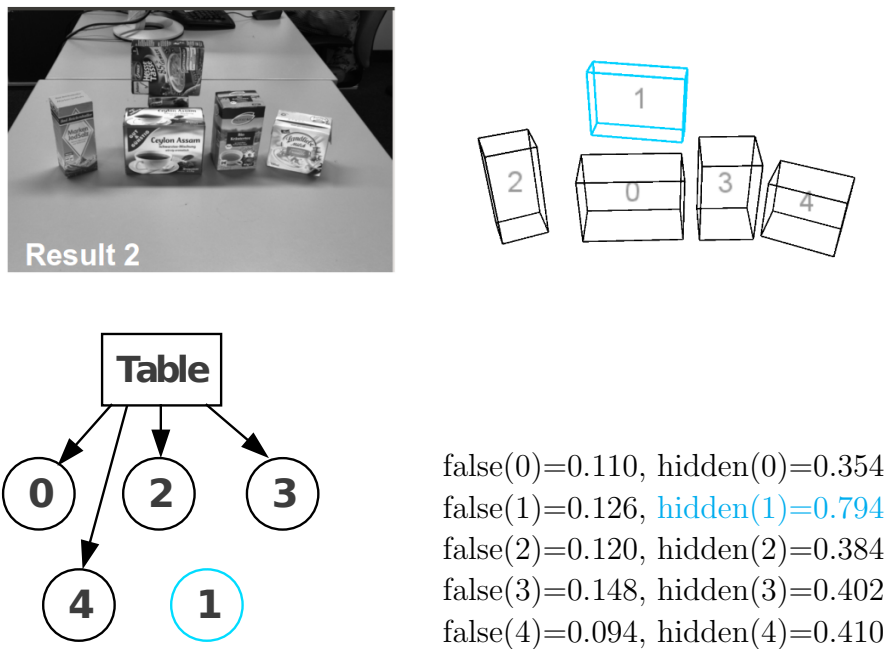 Ceylon Assam
Result 2
1
2
0
3
4
Table
0
2
3
4
1
false(0)=0.110, hidden(0)=0.354
false(1)=0.126, hidden(1)=0.794
false(2)=0.120, hidden(2)=0.384
false(3)=0.148, hidden(3)=0.402
false(4)=0.094, hidden(4)=0.410